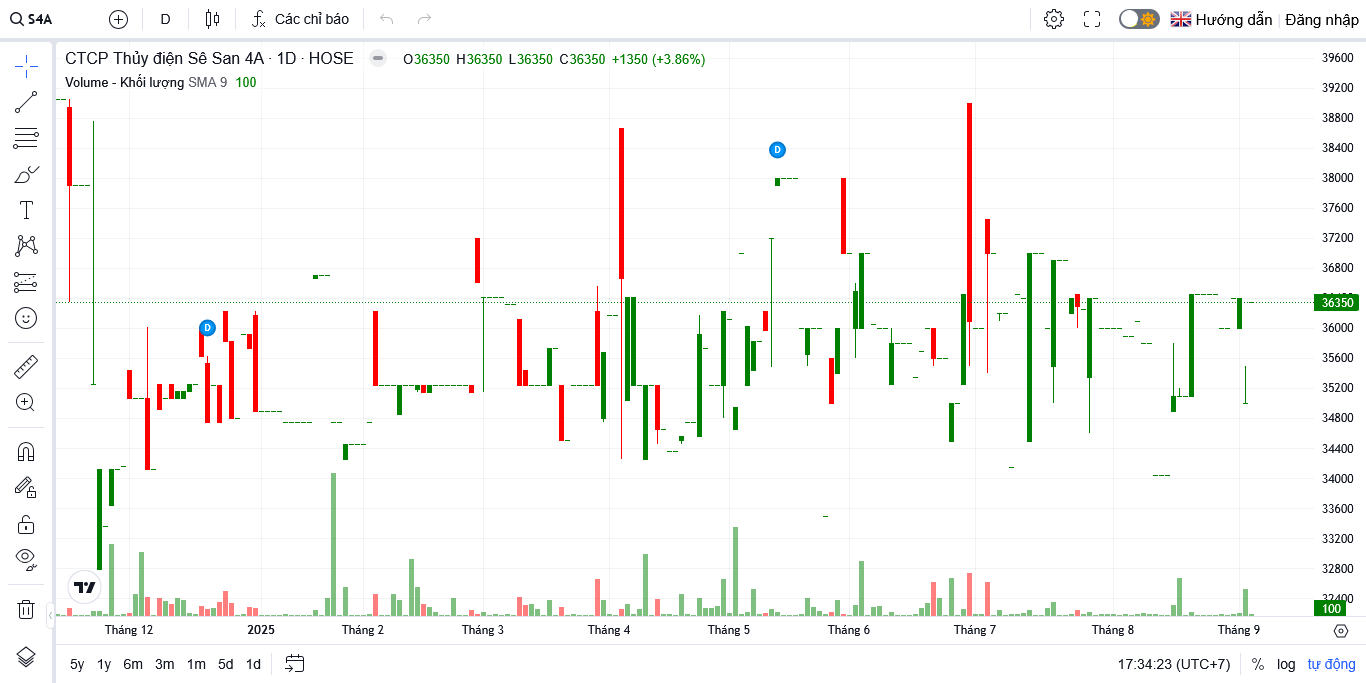 S4A D Các chỉ báo Hướng dẫn Đăng nhập
CTCP Thủy điện Sê San 4A · 1D · HOSE O36350 H36350 L36350 C36350 +1350 (+3.86%)
Volume - Khối lượng SMA 9 100
39600
39200
38800
38400
38000
37600
37200
36800
36350
36000
35600
35200
34800
34400
34000
33600
33200
32800
32400
100
D
D
Tháng 12 2025 Tháng 2 Tháng 3 Tháng 4 Tháng 5 Tháng 6 Tháng 7 Tháng 8 Tháng 9
5y 1y 6m 3m 1m 5d 1d 17:34:23 (UTC+7) % log tự động